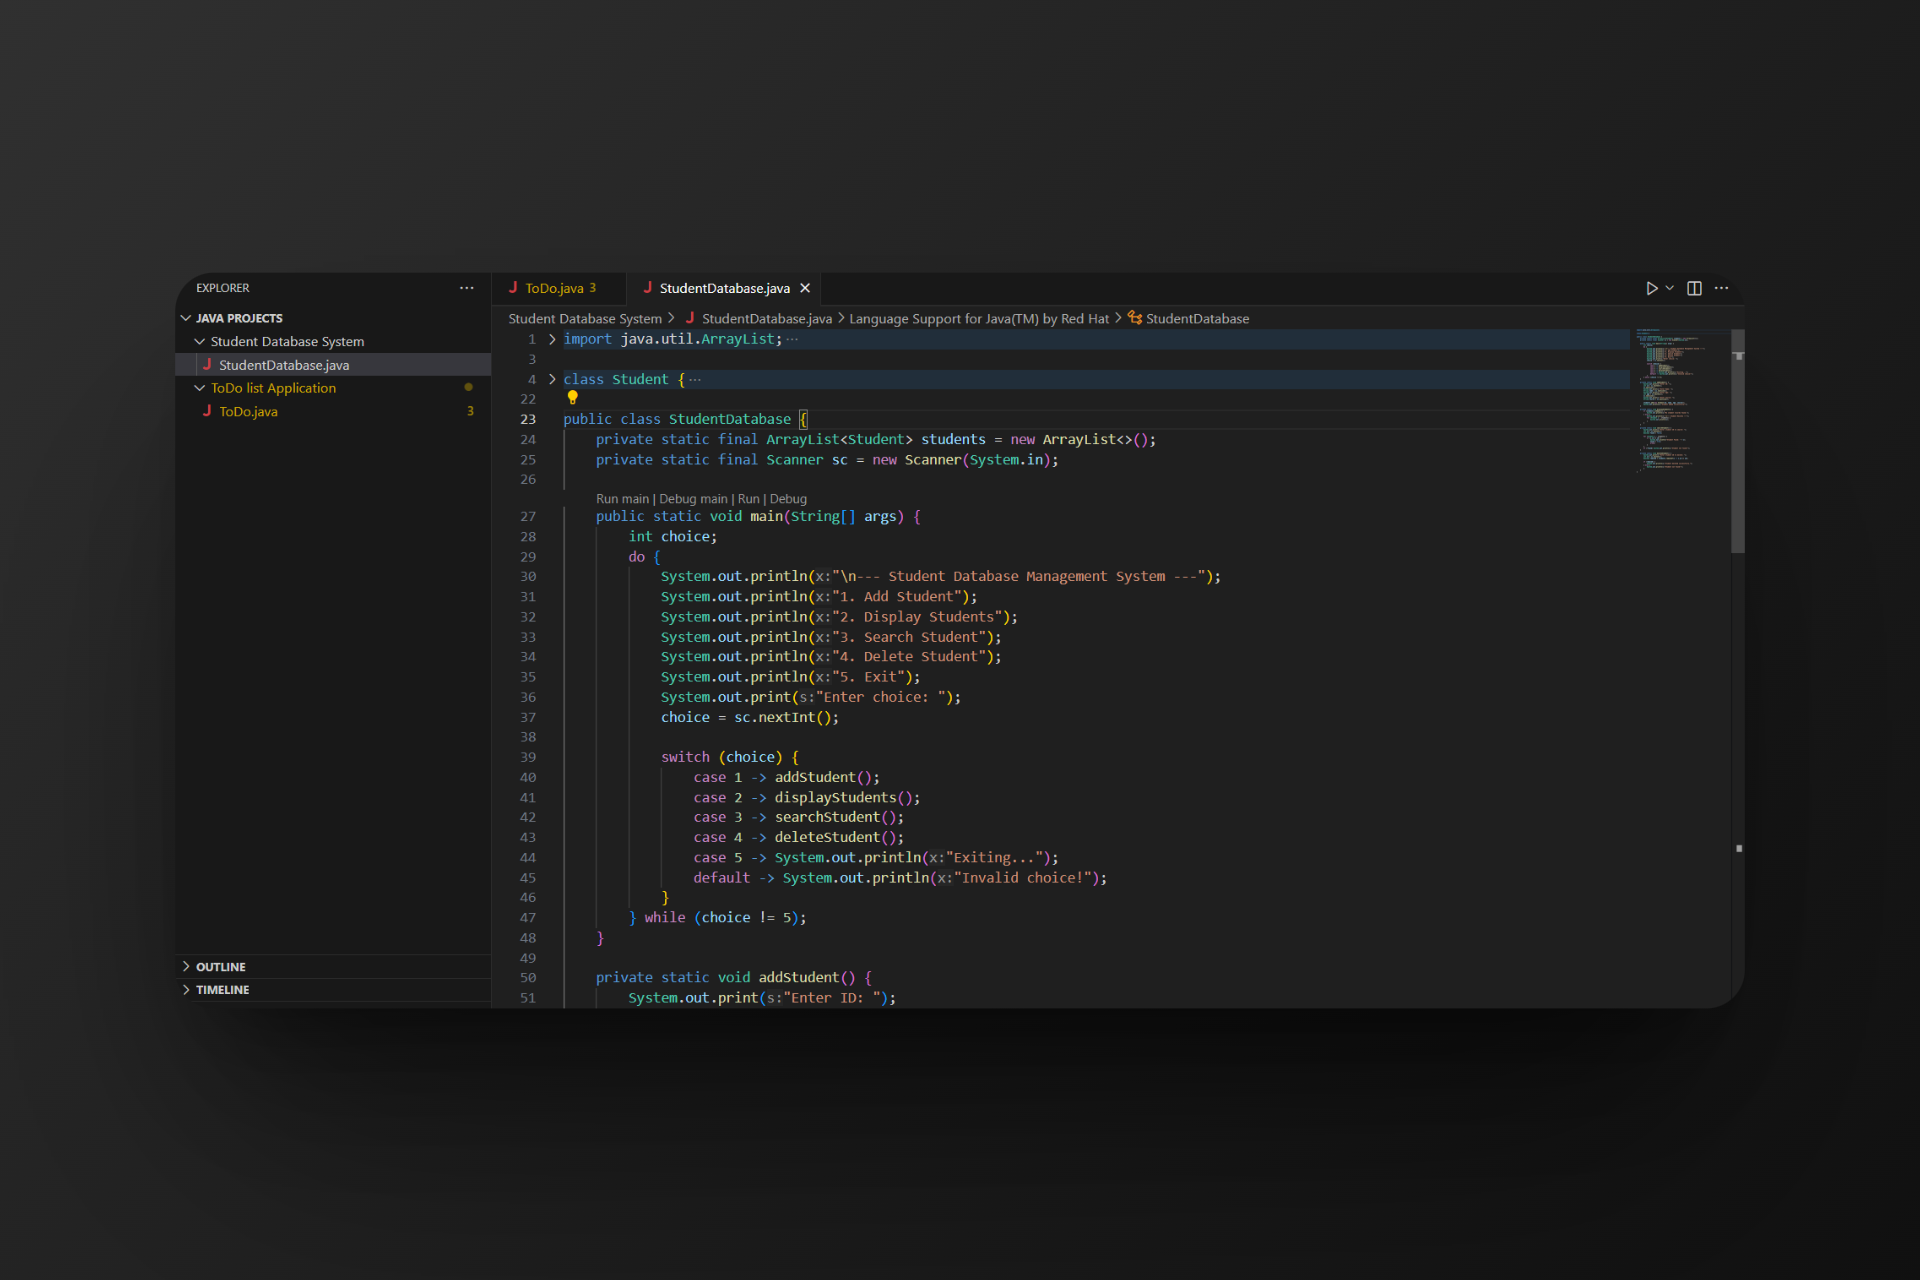 EXPLORER ···
JAVA PROJECTS
Student Database System
StudentDatabase.java
ToDo list Application
ToDo.java 3
OUTLINE
TIMELINE
ToDo.java 3 StudentDatabase.java
Student Database System > StudentDatabase.java > Language Support for Java(TM) by Red Hat > StudentDatabase
1 import java.util.ArrayList; ···
3
4 class Student { ···
22
23 public class StudentDatabase {
24 private static final ArrayList<Student> students = new ArrayList<>();
25 private static final Scanner sc = new Scanner(System.in);
26
Run main | Debug main | Run | Debug
27 public static void main(String[] args) {
28 int choice;
29 do {
30 System.out.println(x:"\n--- Student Database Management System ---");
31 System.out.println(x:"1. Add Student");
32 System.out.println(x:"2. Display Students");
33 System.out.println(x:"3. Search Student");
34 System.out.println(x:"4. Delete Student");
35 System.out.println(x:"5. Exit");
36 System.out.print(s:"Enter choice: ");
37 choice = sc.nextInt();
38
39 switch (choice) {
40 case 1 -> addStudent();
41 case 2 -> displayStudents();
42 case 3 -> searchStudent();
43 case 4 -> deleteStudent();
44 case 5 -> System.out.println(x:"Exiting...");
45 default -> System.out.println(x:"Invalid choice!");
46 }
47 } while (choice != 5);
48 }
49
50 private static void addStudent() {
51 System.out.print(s:"Enter ID: ");